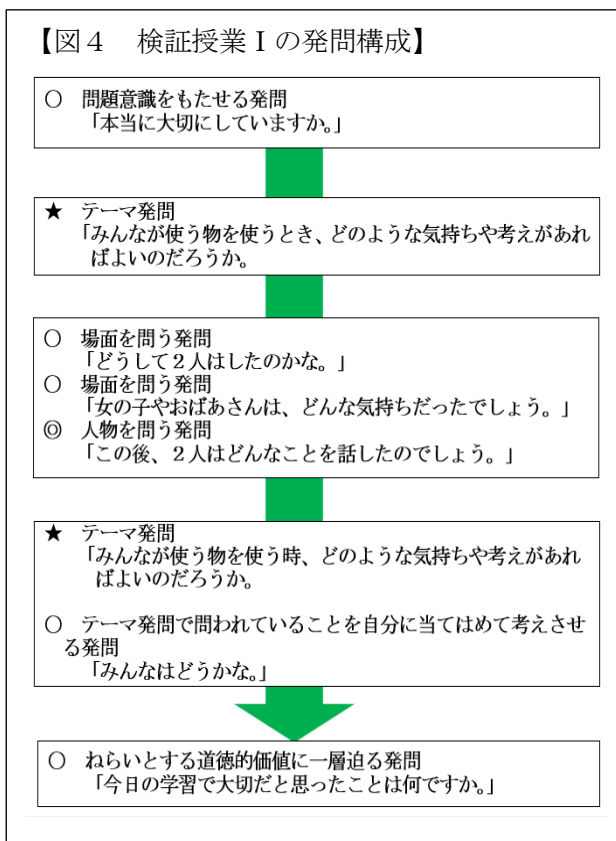 【図４　検証授業Ⅰの発問構成】
○　問題意識をもたせる発問
「本当に大切にしていますか。」
★　テーマ発問
「みんなが使う物を使うとき、どのような気持ちや考えがあれ
ばよいのだろうか。
○　場面を問う発問
「どうして２人はしたのかな。」
○　場面を問う発問
「女の子やおばあさんは、どんな気持ちだったでしょう。」
◎　人物を問う発問
「この後、２人はどんなことを話したのでしょう。」
★　テーマ発問
「みんなが使う物を使う時、どのような気持ちや考えがあれ
ばよいのだろうか。
○　テーマ発問で問われていることを自分に当てはめて考えさせ
る発問
「みんなはどうかな。」
○　ねらいとする道徳的価値に一層迫る発問
「今日の学習で大切だと思ったことは何ですか。」